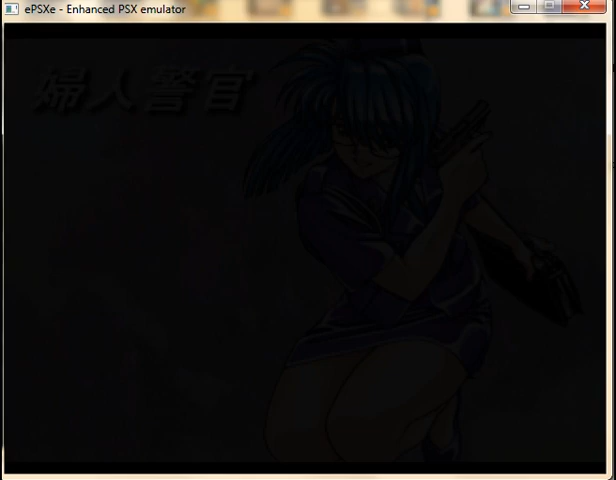 ePSXe - Enhanced PSX emulator
婦人警官